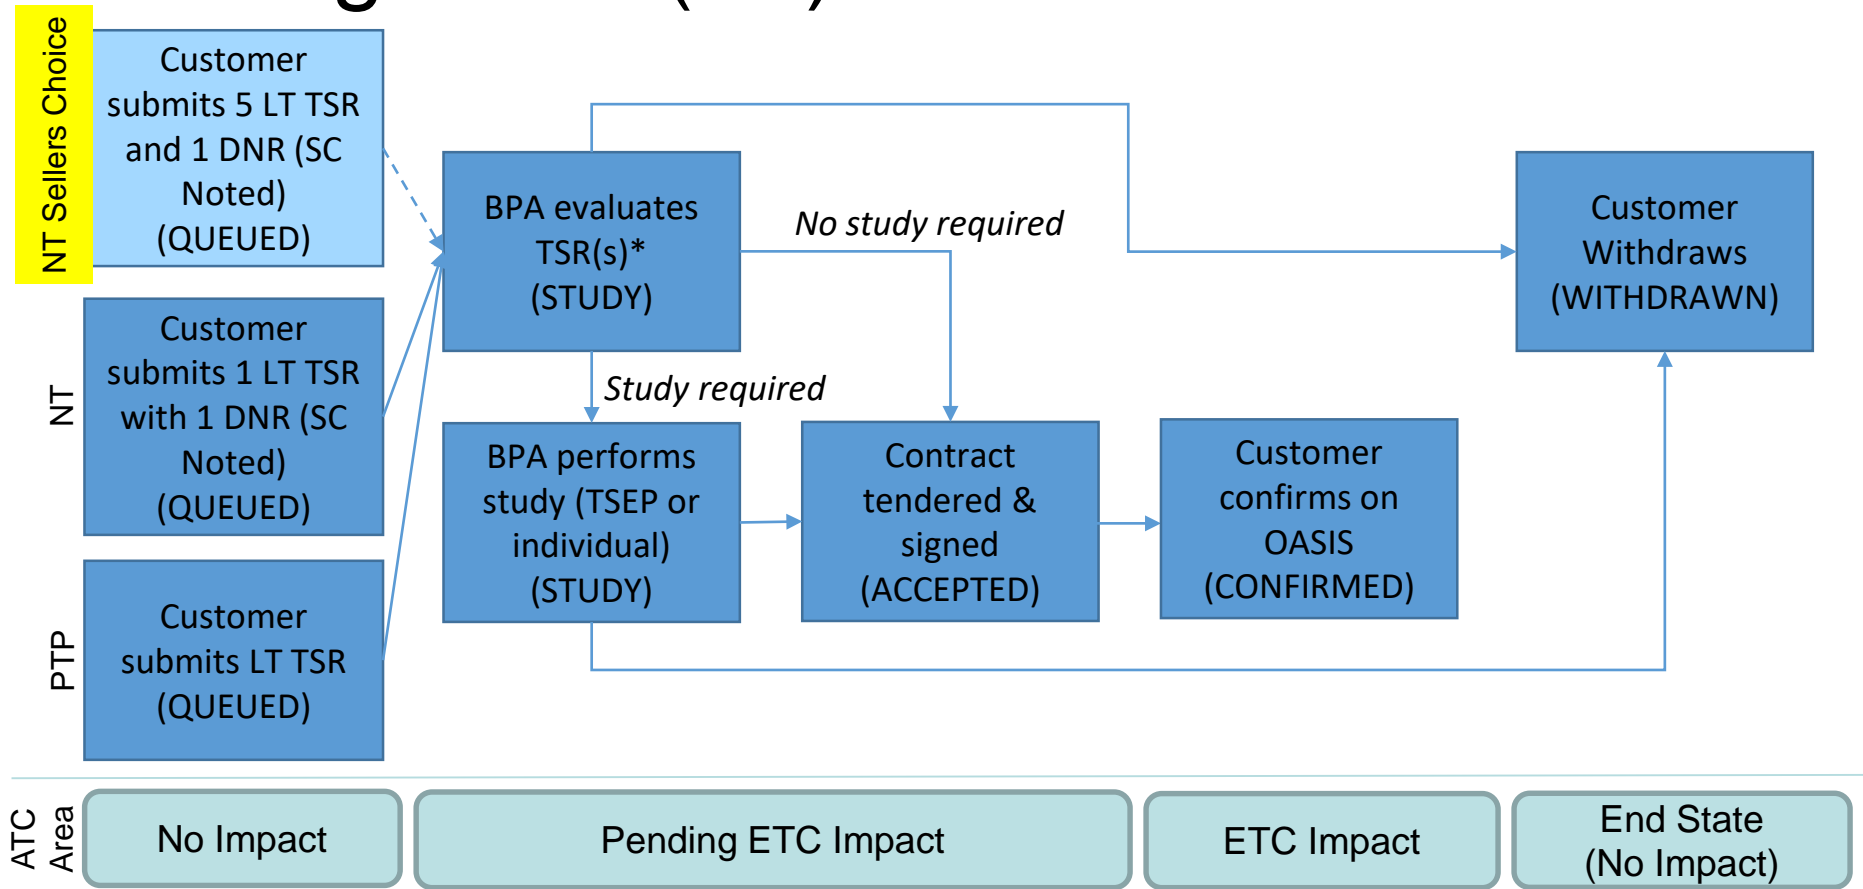 NT Sellers Choice
Customer
submits 5 LT TSR
and 1 DNR (SC
Noted)
(QUEUED)
NT
Customer
submits 1 LT TSR
with 1 DNR (SC
Noted)
(QUEUED)
PTP
Customer
submits LT TSR
(QUEUED)
BPA evaluates
TSR(s)*
(STUDY)
No study required
Study required
BPA performs
study (TSEP or
individual)
(STUDY)
Contract
tendered &
signed
(ACCEPTED)
Customer
confirms on
OASIS
(CONFIRMED)
Customer
Withdraws
(WITHDRAWN)
ATC
Area
No Impact
Pending ETC Impact
ETC Impact
End State
(No Impact)